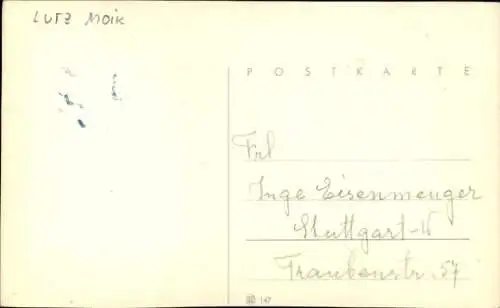 LUTZ MOIK
POSTKARTE
Frl
Inge Eisenmenger
Stuttgart-W
Traubenstr. 57